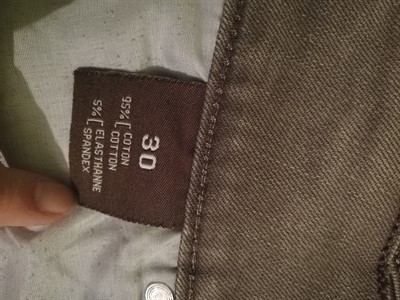 30
95% [ COTON
COTTON
5% [ ELASTHANNE
SPANDEX